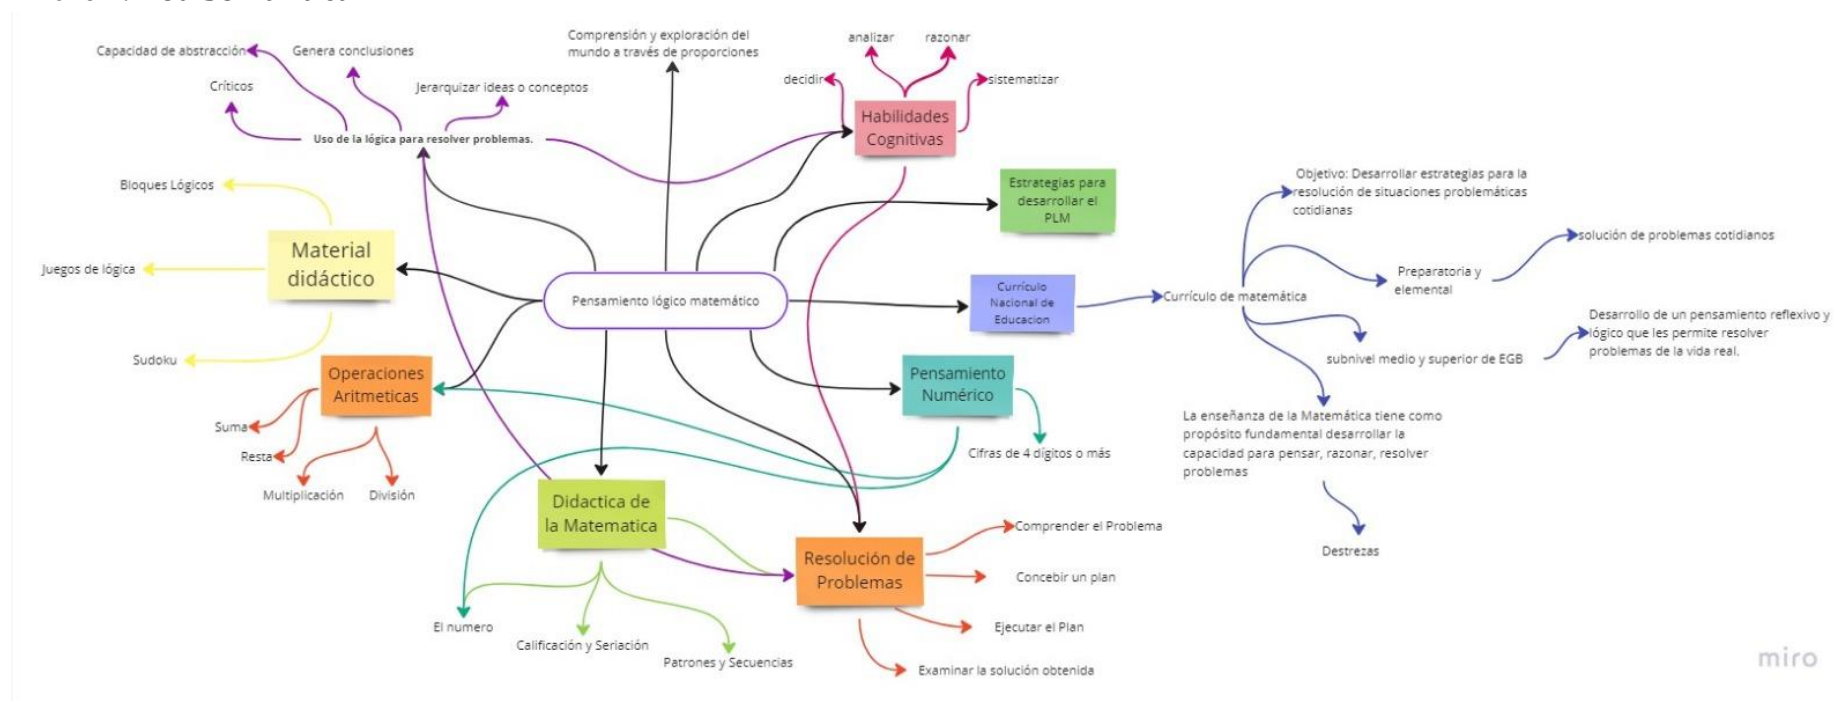 Comprensión y exploración del
mundo a través de proporciones
analizar
razonar
decidir
sistematizar
Capacidad de abstracción
Genera conclusiones
Críticos
Jerarquizar ideas o conceptos
Uso de la lógica para resolver problemas.
Habilidades
Cognitivas
Bloques Lógicos
Material
didáctico
Juegos de lógica
Sudoku
Estrategias para
desarrollar el
PLM
Pensamiento lógico matemático
Currículo
Nacional de
Educacion
Currículo de matemática
Objetivo: Desarrollar estrategias para la
resolución de situaciones problemáticas
cotidianas
Preparatoria y
elemental
solución de problemas cotidianos
subnivel medio y superior de EGB
Desarrollo de un pensamiento reflexivo y
lógico que les permite resolver
problemas de la vida real.
La enseñanza de la Matemática tiene como
propósito fundamental desarrollar la
capacidad para pensar, razonar, resolver
problemas
Destrezas
Operaciones
Aritmeticas
Suma
Resta
Multiplicación
División
Pensamiento
Numérico
Cifras de 4 dígitos o más
Didactica de
la Matematica
El numero
Calificación y Seriación
Patrones y Secuencias
Resolución de
Problemas
Comprender el Problema
Concebir un plan
Ejecutar el Plan
Examinar la solución obtenida
miro